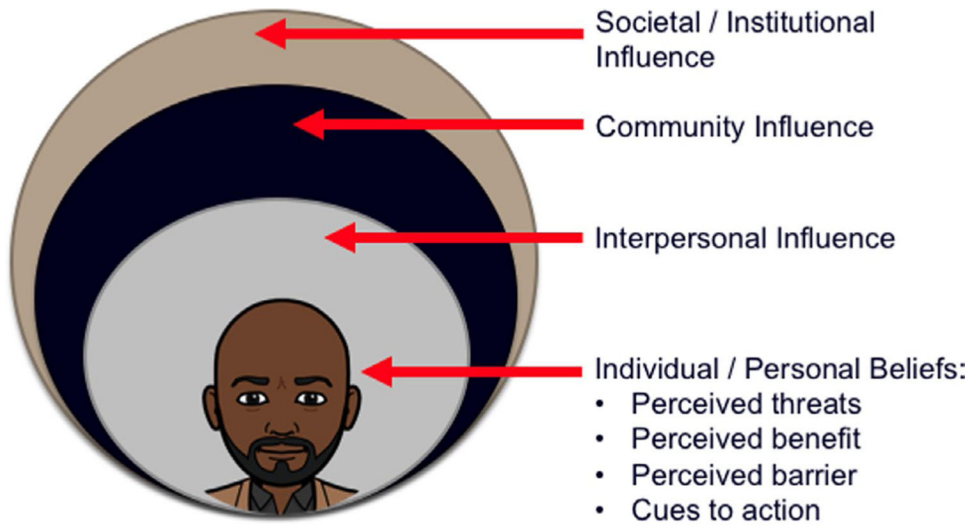 Societal / Institutional
Influence
Community Influence
Interpersonal Influence
Individual / Personal Beliefs:
• Perceived threats
• Perceived benefit
• Perceived barrier
• Cues to action